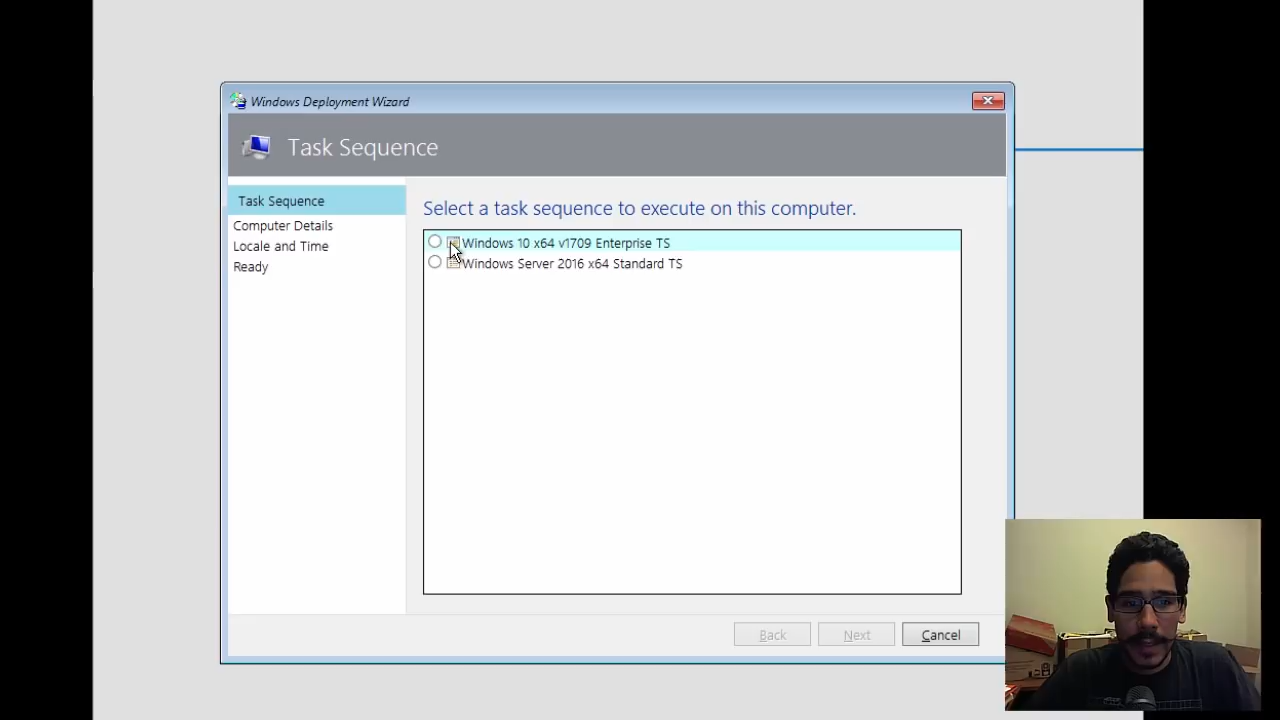 Windows Deployment Wizard
Task Sequence
Task Sequence
Computer Details
Locale and Time
Ready
Select a task sequence to execute on this computer.
Windows 10 x64 v1709 Enterprise TS
Windows Server 2016 x64 Standard TS
Back
Next
Cancel